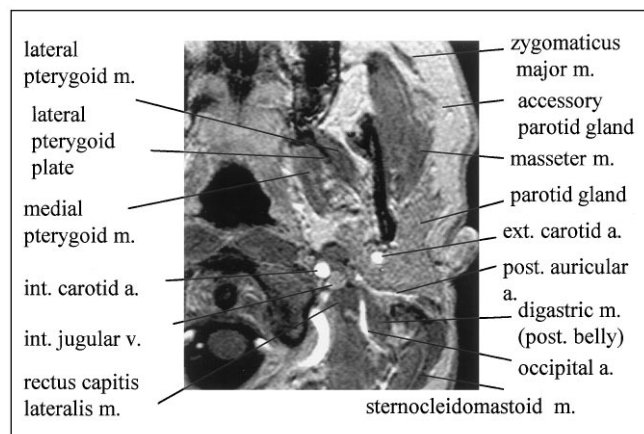 lateral
pterygoid m.
lateral
pterygoid
plate
medial
pterygoid m.
int. carotid a.
int. jugular v.
rectus capitis
lateralis m.
zygomaticus
major m.
accessory
parotid gland
masseter m.
parotid gland
ext. carotid a.
post. auricular
a.
digastric m.
(post. belly)
occipital a.
sternocleidomastoid m.